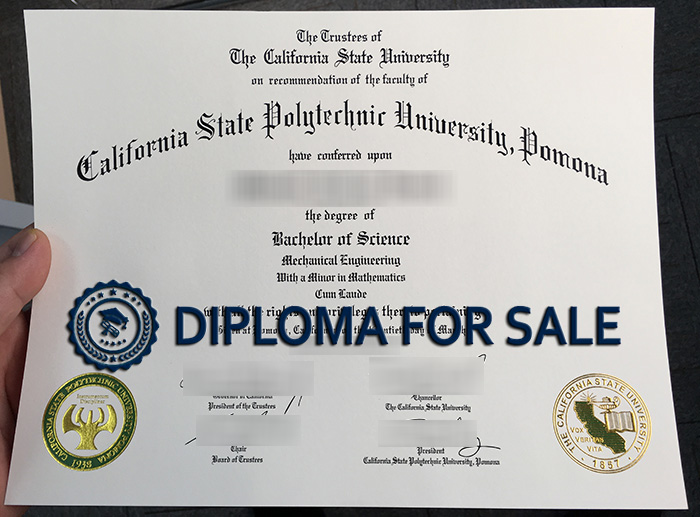 The Trustees of
The California State University
on recommendation of the faculty of
California State Polytechnic University, Pomona
have conferred upon
the degree of
Bachelor of Science
Mechanical Engineering
With a Minor in Mathematics
Cum Laude
DIPLOMA FOR SALE
President of the Trustees
Chancellor
The California State University
Chair
Board of Trustees
President
California State Polytechnic University, Pomona
CALIFORNIA STATE POLYTECHNIC UNIVERSITY POMONA
Instrumentum
Disciplinae
1938
THE CALIFORNIA STATE UNIVERSITY
VOX
VERITAS
VITA
1857